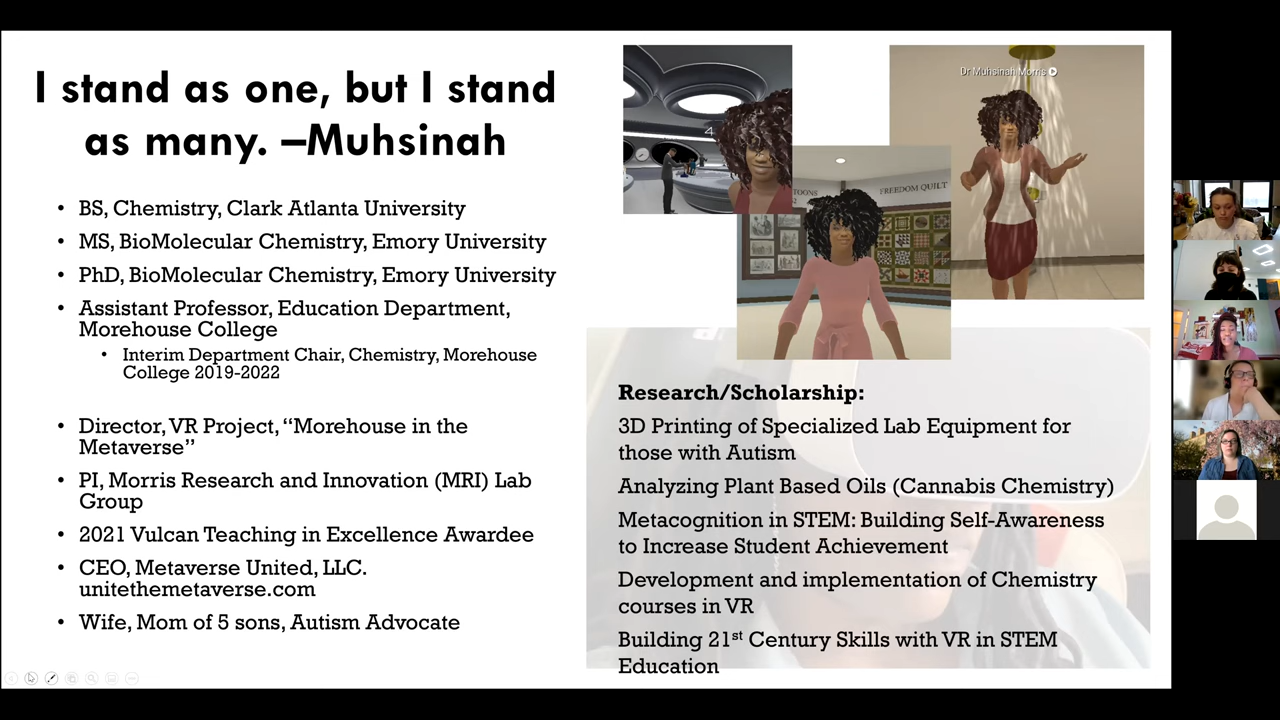 I stand as one, but I stand
as many. –Muhsinah
• BS, Chemistry, Clark Atlanta University
• MS, BioMolecular Chemistry, Emory University
• PhD, BioMolecular Chemistry, Emory University
• Assistant Professor, Education Department,
Morehouse College
• Interim Department Chair, Chemistry, Morehouse
College 2019-2022
• Director, VR Project, “Morehouse in the
Metaverse”
• PI, Morris Research and Innovation (MRI) Lab
Group
• 2021 Vulcan Teaching in Excellence Awardee
• CEO, Metaverse United, LLC.
unitethemetaverse.com
• Wife, Mom of 5 sons, Autism Advocate
Dr Muhsinah Morris
FREEDOM QUILT
Research/Scholarship:
3D Printing of Specialized Lab Equipment for
those with Autism
Analyzing Plant Based Oils (Cannabis Chemistry)
Metacognition in STEM: Building Self-Awareness
to Increase Student Achievement
Development and implementation of Chemistry
courses in VR
Building 21st Century Skills with VR in STEM
Education